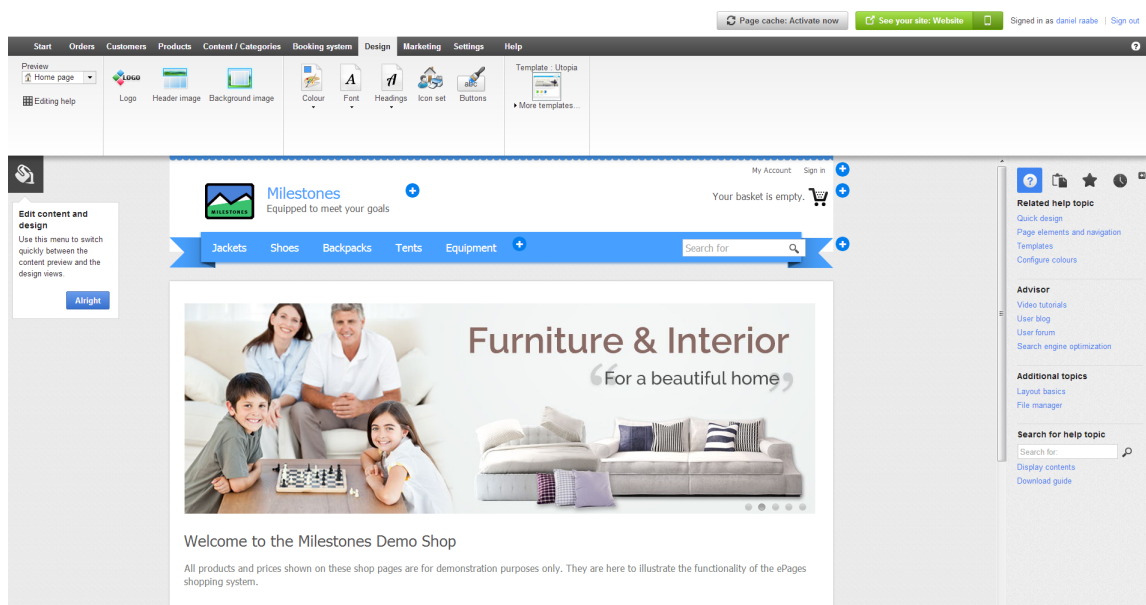 Page cache: Activate now
See your site: Website
Signed in as daniel raabe | Sign out
Start Orders Customers Products Content / Categories Booking system Design Marketing Settings Help
Preview
Home page
Editing help
LOGO
Logo
Header image
Background image
Colour
A
Font
A
Headings
Icon set
abc
Buttons
Template : Utopia
More templates...
Edit content and
design
Use this menu to switch
quickly between the
content preview and the
design views.
Alright
My Account Sign in
MILESTONES
Milestones
Equipped to meet your goals
Your basket is empty.
Jackets Shoes Backpacks Tents Equipment
Search for
Furniture & Interior
“For a beautiful home”
Welcome to the Milestones Demo Shop
All products and prices shown on these shop pages are for demonstration purposes only. They are here to illustrate the functionality of the ePages
shopping system.
Related help topic
Quick design
Page elements and navigation
Templates
Configure colours
Advisor
Video tutorials
User blog
User forum
Search engine optimization
Additional topics
Layout basics
File manager
Search for help topic
Search for:
Display contents
Download guide